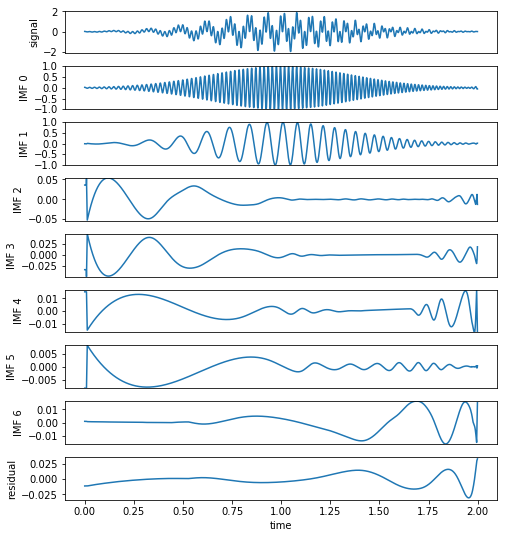 signal
2
0
−2
IMF 0
1.0
0.5
0.0
−0.5
−1.0
IMF 1
1.0
0.5
0.0
−0.5
−1.0
IMF 2
0.05
0.00
−0.05
IMF 3
0.025
0.000
−0.025
IMF 4
0.01
0.00
−0.01
IMF 5
0.005
0.000
−0.005
IMF 6
0.01
0.00
−0.01
residual
0.025
0.000
−0.025
0.00 0.25 0.50 0.75 1.00 1.25 1.50 1.75 2.00
time